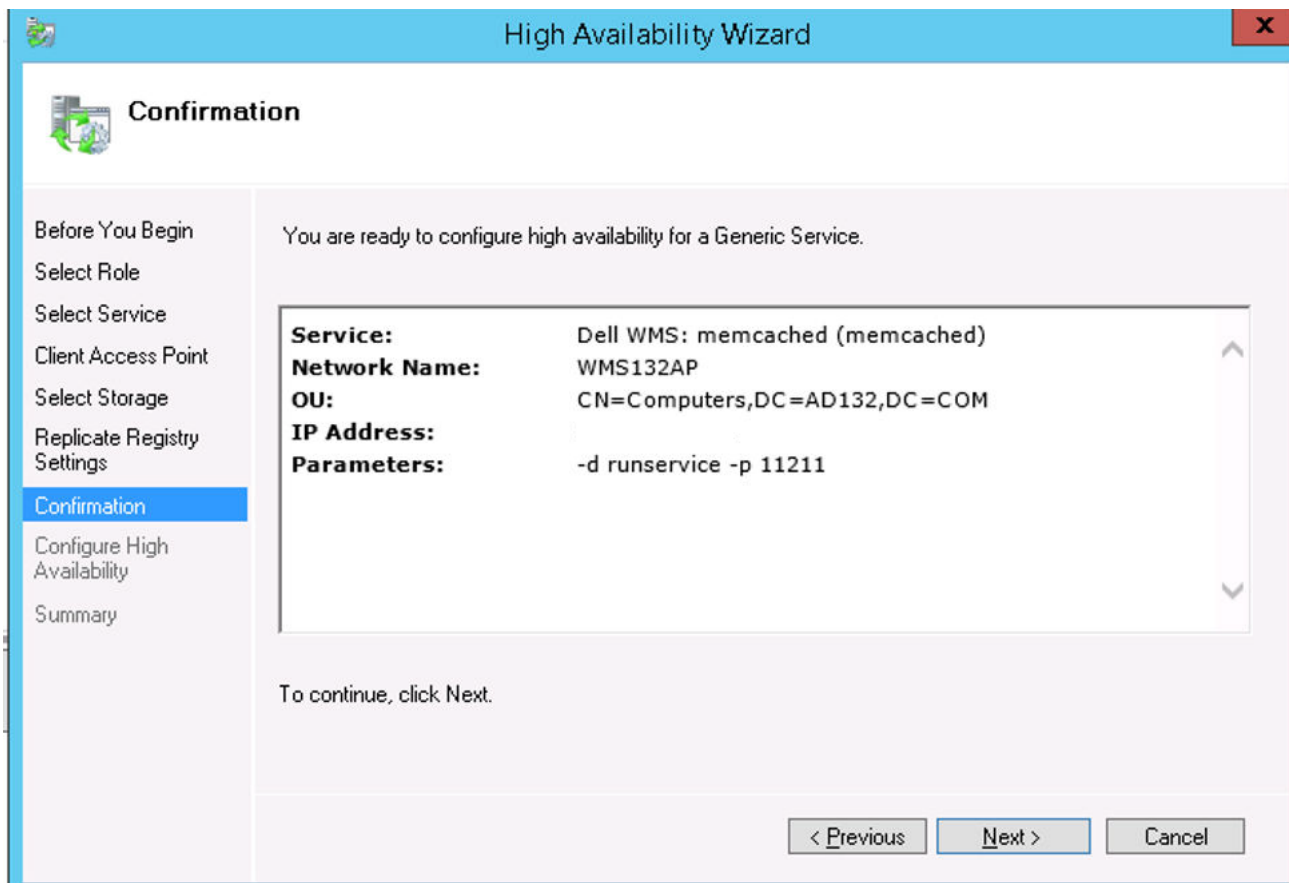 High Availability Wizard
x
Confirmation
Before You Begin
Select Role
Select Service
Client Access Point
Select Storage
Replicate Registry
Settings
Confirmation
Configure High
Availability
Summary
You are ready to configure high availability for a Generic Service.
Service: Dell WMS: memcached (memcached)
Network Name: WMS132AP
OU: CN=Computers,DC=AD132,DC=COM
IP Address:
Parameters: -d runservice -p 11211
To continue, click Next.
< Previous Next > Cancel